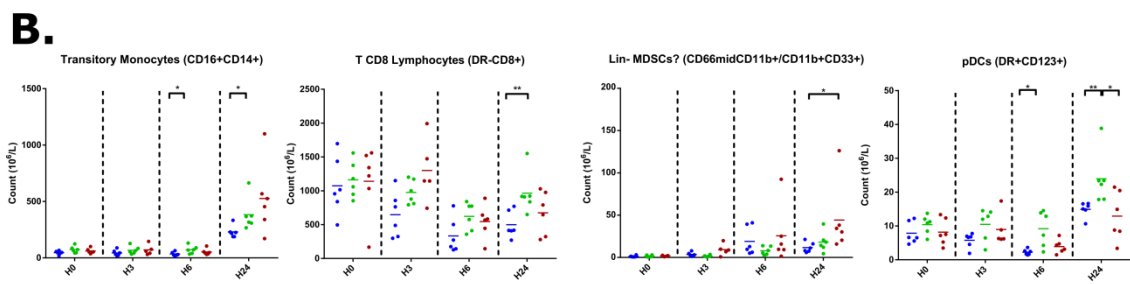 B.
Transitory Monocytes (CD16+CD14+)
Count (10⁶/L)
1500
1000
500
0
H0
H3
H6
H24
*
*
T CD8 Lymphocytes (DR-CD8+)
Count (10⁶/L)
2500
2000
1500
1000
500
0
H0
H3
H6
H24
**
Lin- MDSCs? (CD66midCD11b+/CD11b+CD33+)
Count (10⁶/L)
200
150
100
50
0
H0
H3
H6
H24
*
pDCs (DR+CD123+)
Count (10⁶/L)
50
40
30
20
10
0
H0
H3
H6
H24
*
**
*